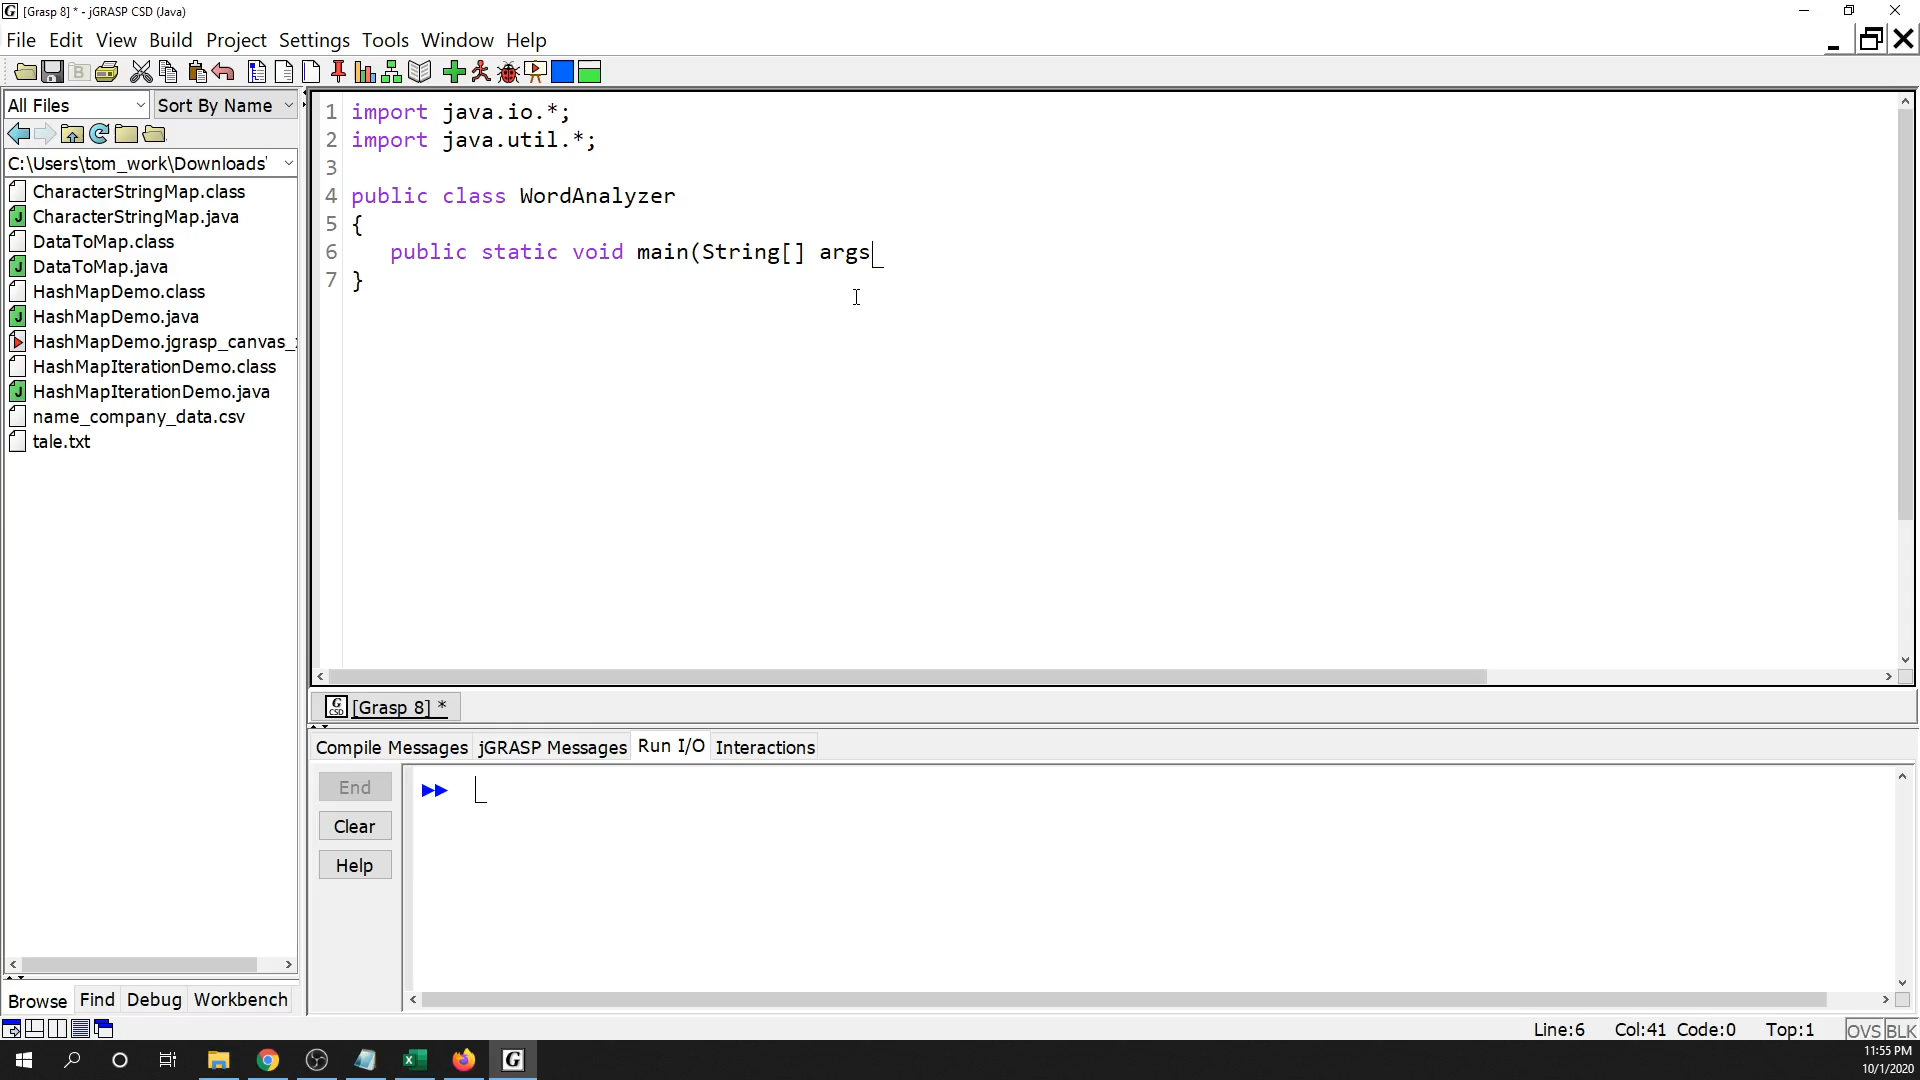 [Grasp 8] * - jGRASP CSD (Java)
File Edit View Build Project Settings Tools Window Help
All Files
Sort By Name
C:\Users\tom_work\Downloads'
CharacterStringMap.class
CharacterStringMap.java
DataToMap.class
DataToMap.java
HashMapDemo.class
HashMapDemo.java
HashMapDemo.jgrasp_canvas_
HashMapIterationDemo.class
HashMapIterationDemo.java
name_company_data.csv
tale.txt
Browse Find Debug Workbench
1 import java.io.*;
2 import java.util.*;
3
4 public class WordAnalyzer
5 {
6 public static void main(String[] args
7 }
[Grasp 8] *
Compile Messages jGRASP Messages Run I/O Interactions
End
Clear
Help
Line:6 Col:41 Code:0 Top:1 OVS BLK
11:55 PM
10/1/2020